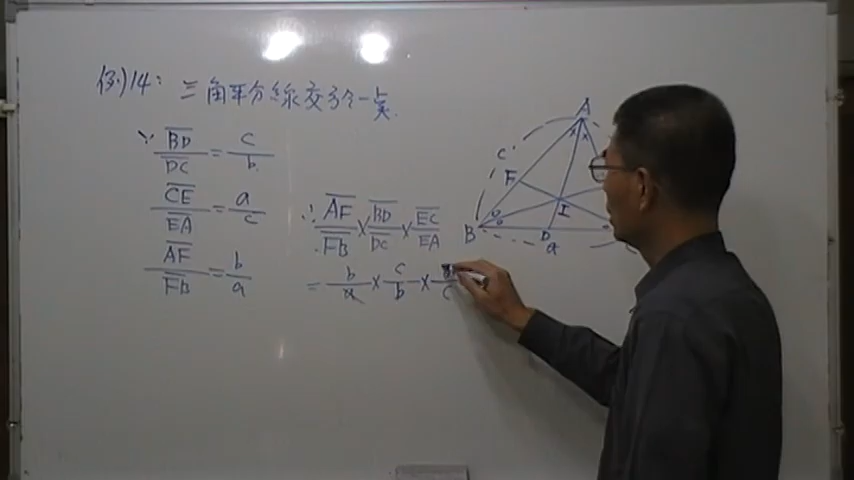 例14: 三角平分線交於一点.
∵ BD/DC = c/b
CE/EA = a/c
AF/FB = b/a
∴ AF/FB × BD/DC × EC/EA
= b/a × c/b × a/c
A
c
F
I
B
D
a